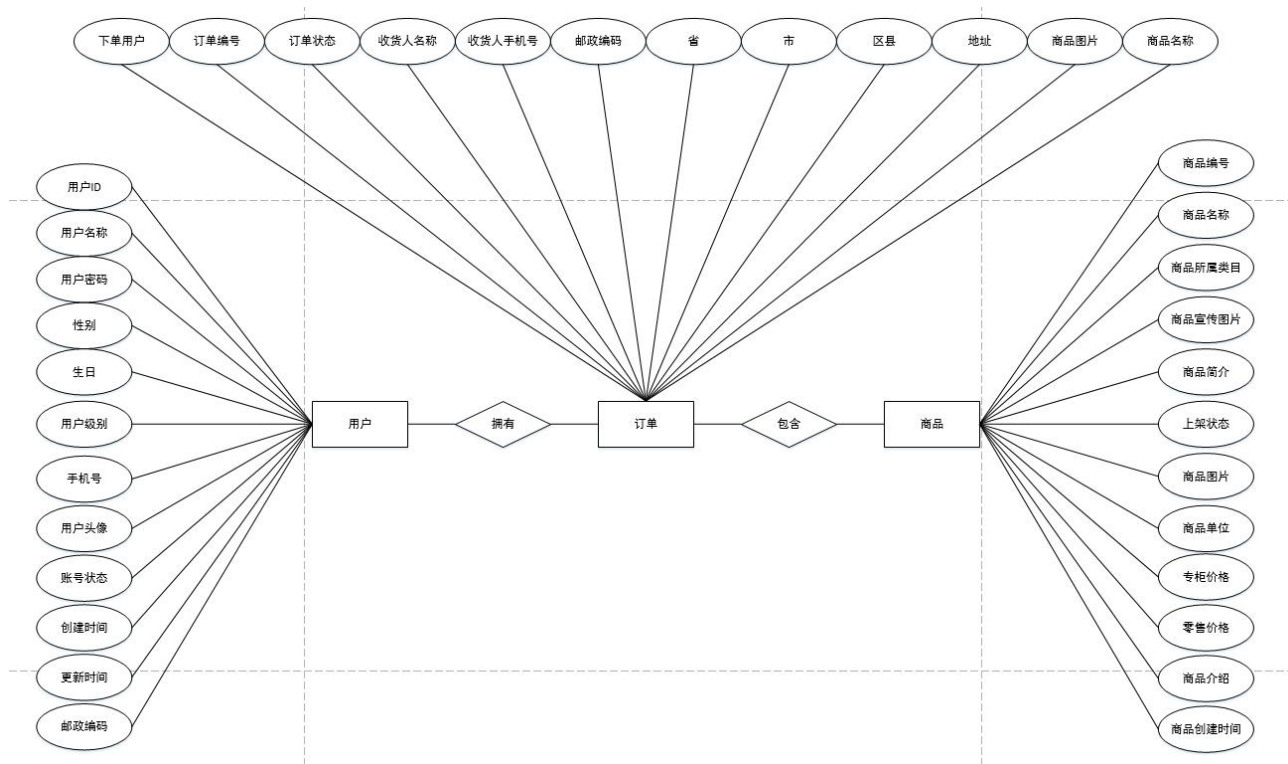 下单用户
订单编号
订单状态
收货人名称
收货人手机号
邮政编码
省
市
区县
地址
商品图片
商品名称
用户ID
用户名称
用户密码
性别
生日
用户级别
手机号
用户头像
账号状态
创建时间
更新时间
邮政编码
用户
拥有
订单
包含
商品
商品编号
商品名称
商品所属类目
商品宣传图片
商品简介
上架状态
商品图片
商品单位
专柜价格
零售价格
商品介绍
商品创建时间